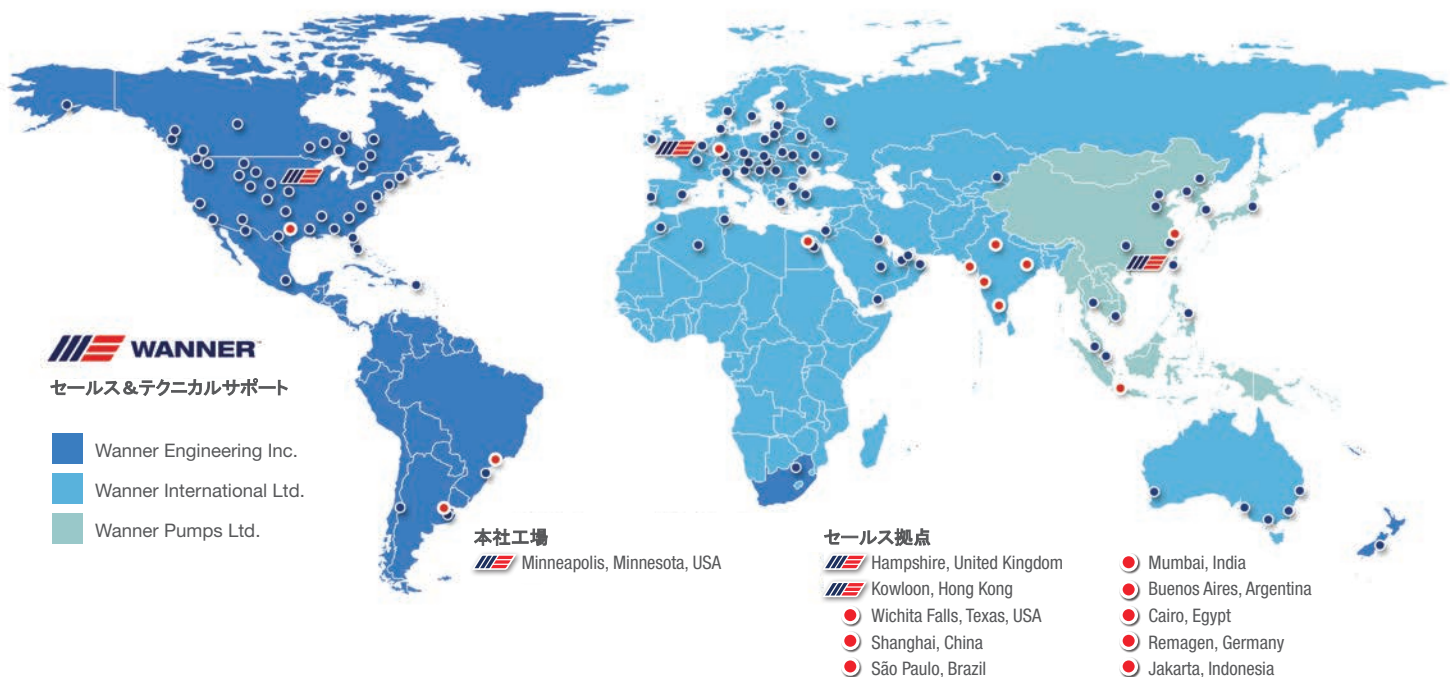 WANNER™
セールス＆テクニカルサポート
Wanner Engineering Inc.
Wanner International Ltd.
Wanner Pumps Ltd.
本社工場
Minneapolis, Minnesota, USA
セールス拠点
Hampshire, United Kingdom
Kowloon, Hong Kong
Wichita Falls, Texas, USA
Shanghai, China
São Paulo, Brazil
Mumbai, India
Buenos Aires, Argentina
Cairo, Egypt
Remagen, Germany
Jakarta, Indonesia